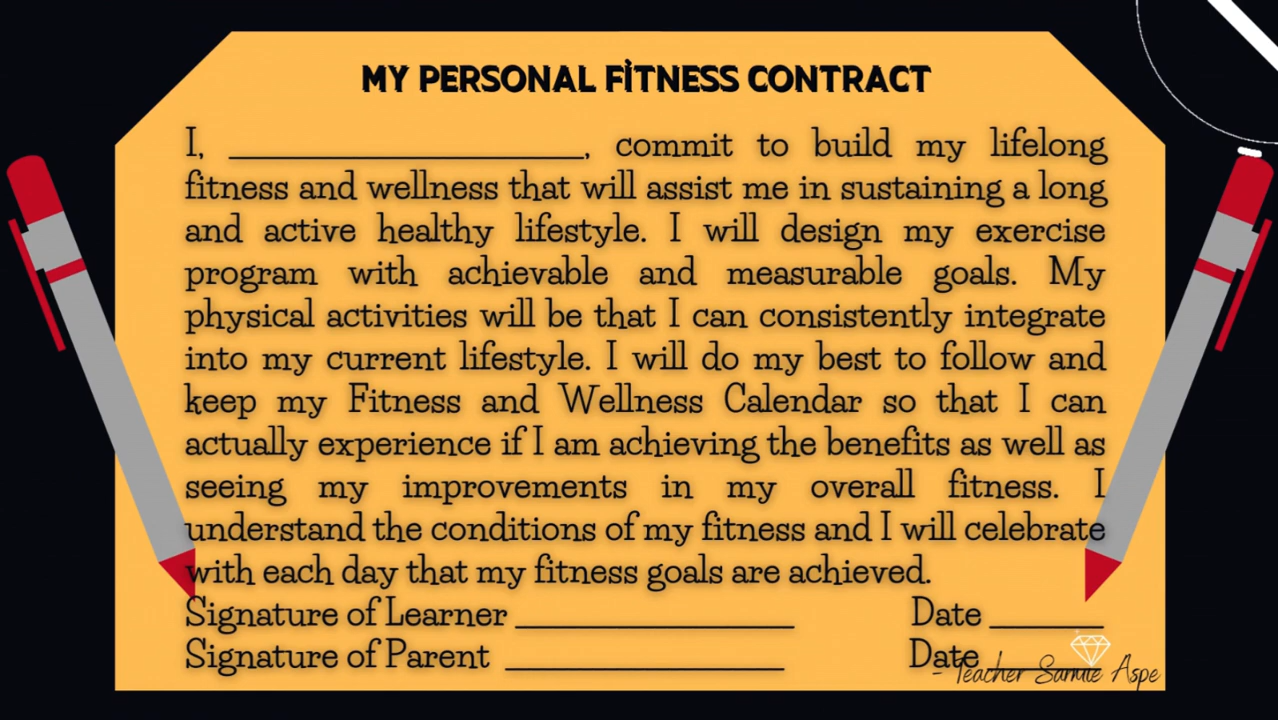 MY PERSONAL FITNESS CONTRACT
I, ____________________, commit to build my lifelong
fitness and wellness that will assist me in sustaining a long
and active healthy lifestyle. I will design my exercise
program with achievable and measurable goals. My
physical activities will be that I can consistently integrate
into my current lifestyle. I will do my best to follow and
keep my Fitness and Wellness Calendar so that I can
actually experience if I am achieving the benefits as well as
seeing my improvements in my overall fitness. I
understand the conditions of my fitness and I will celebrate
with each day that my fitness goals are achieved.
Signature of Learner ________________ Date _______
Signature of Parent ________________ Date _______
- Teacher Aspe